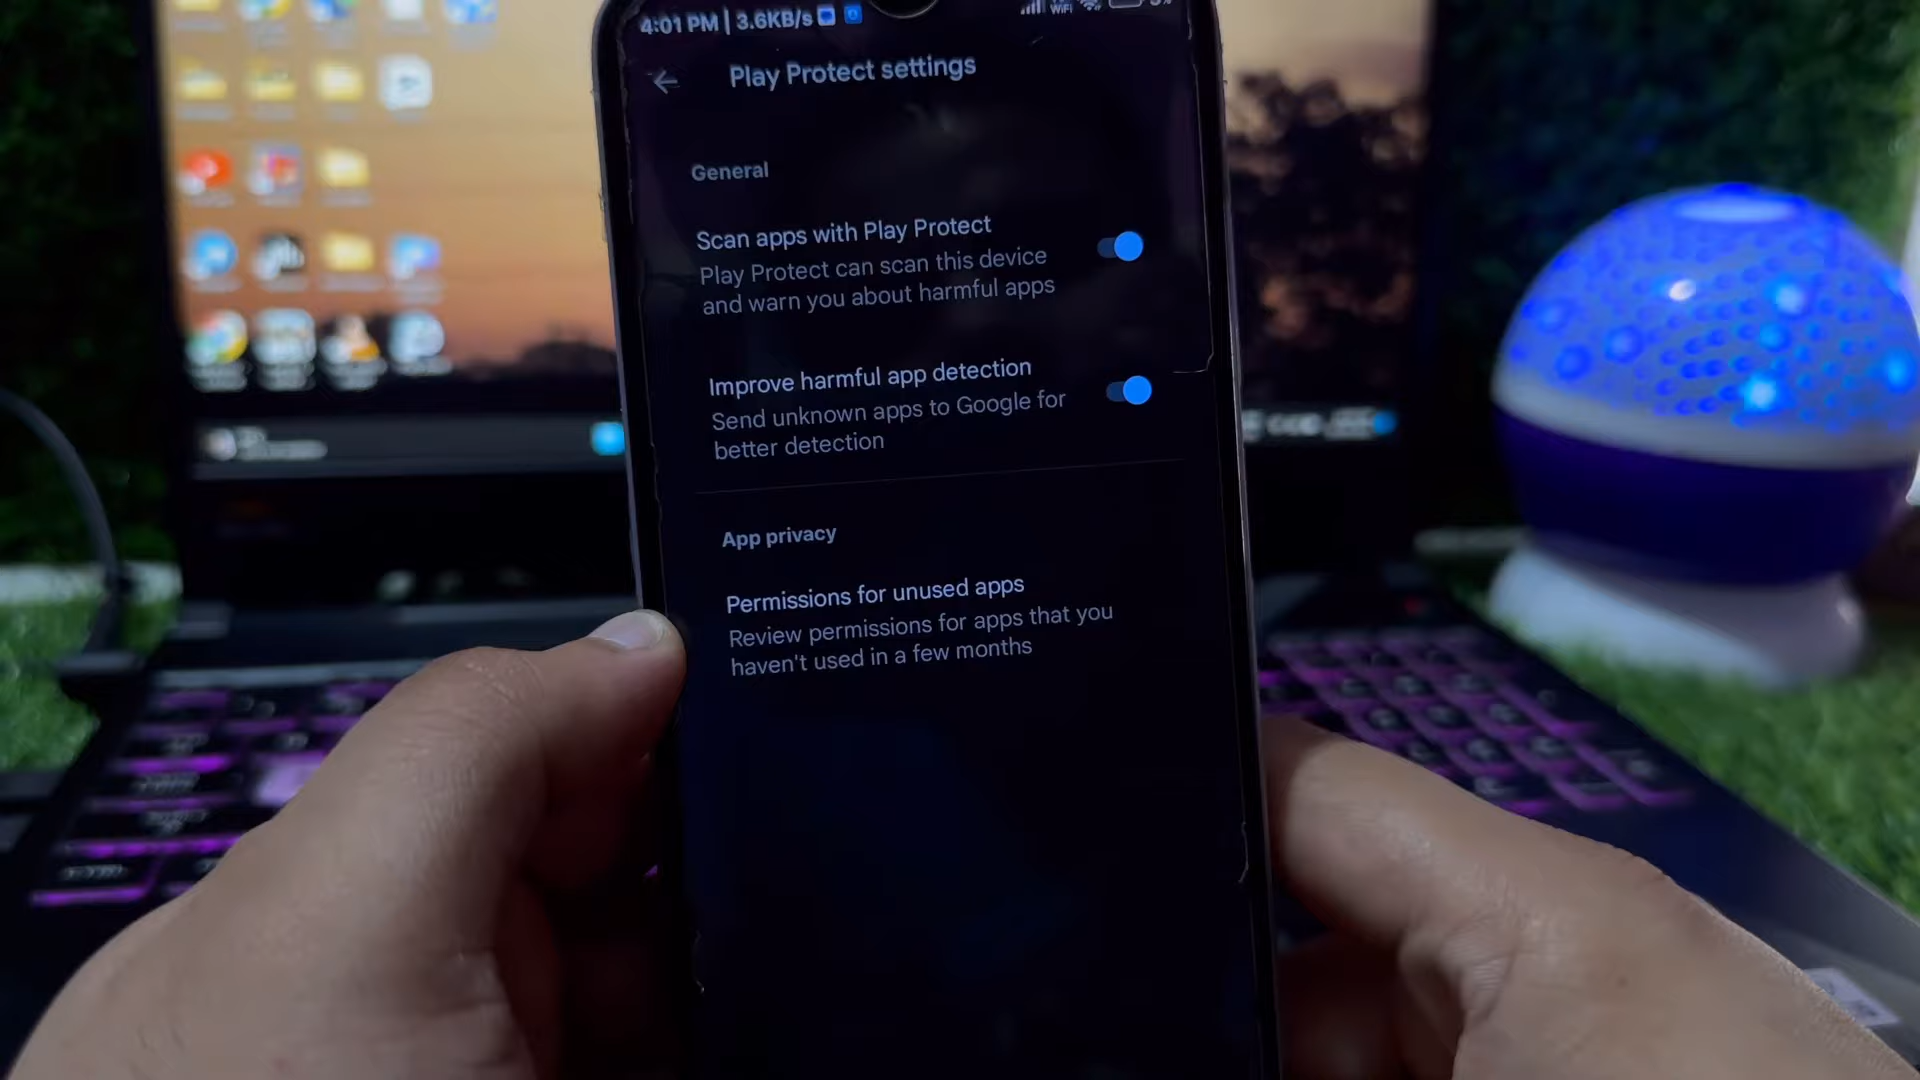 4:01 PM | 3.6KB/s
Play Protect settings
General
Scan apps with Play Protect
Play Protect can scan this device
and warn you about harmful apps
Improve harmful app detection
Send unknown apps to Google for
better detection
App privacy
Permissions for unused apps
Review permissions for apps that you
haven't used in a few months